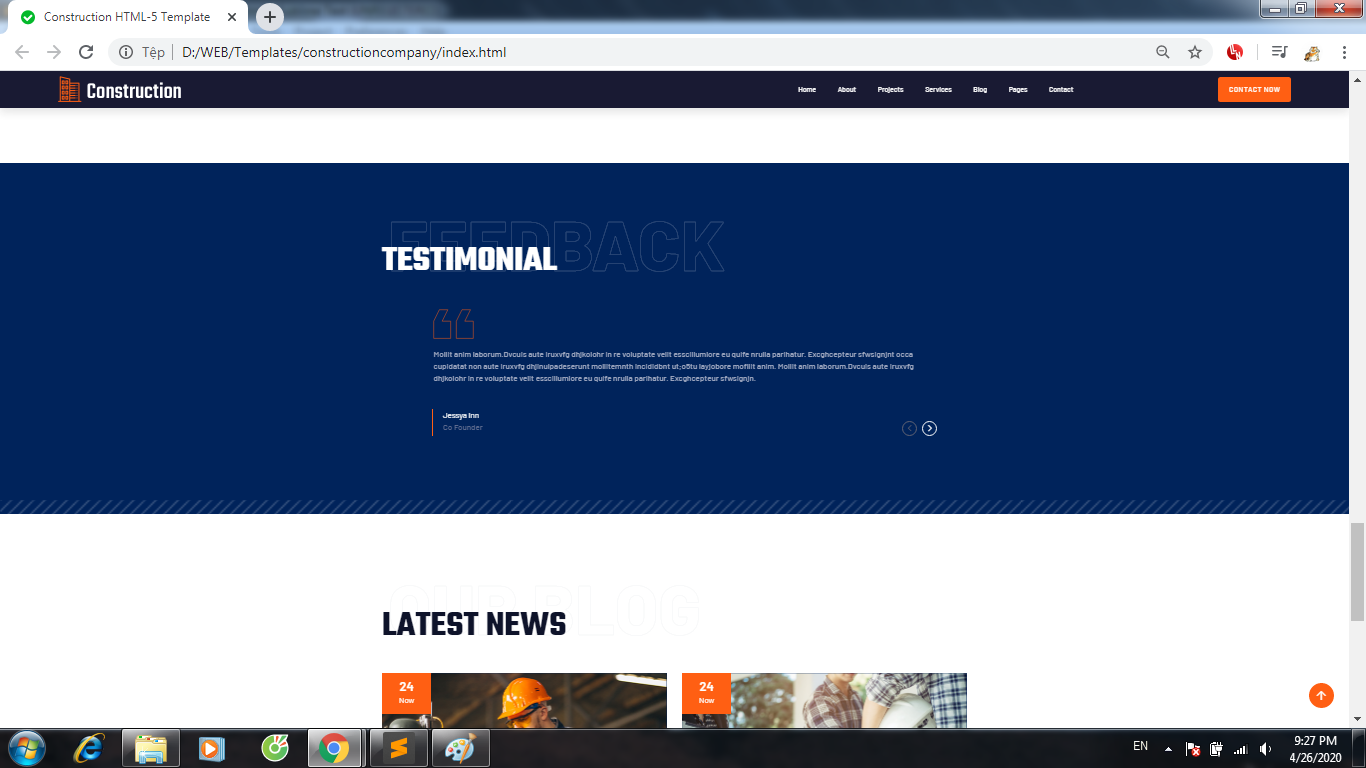 Construction HTML-5 Template
Tệp
D:/WEB/Templates/constructioncompany/index.html
Construction
Home About Projects Services Blog Pages Contact
CONTACT NOW
FEEDBACK
TESTIMONIAL
Mollit anim laborum.Dvcuis aute iruxvfg dhjkolohr in re voluptate velit esscillumlore eu quife nrulla parihatur. Excghcepteur sfwsignjnt occa
cupidatat non aute iruxvfg dhjinulpadeserunt mollitemnth incididbnt ut;o5tu layjobore mofllit anim. Mollit anim laborum.Dvcuis aute iruxvfg
dhjkolohr in re voluptate velit esscillumlore eu quife nrulla parihatur. Excghcepteur sfwsignjn.
Jessya Inn
Co Founder
OUR BLOG
LATEST NEWS
24
Now
24
Now
EN
9:27 PM
4/26/2020